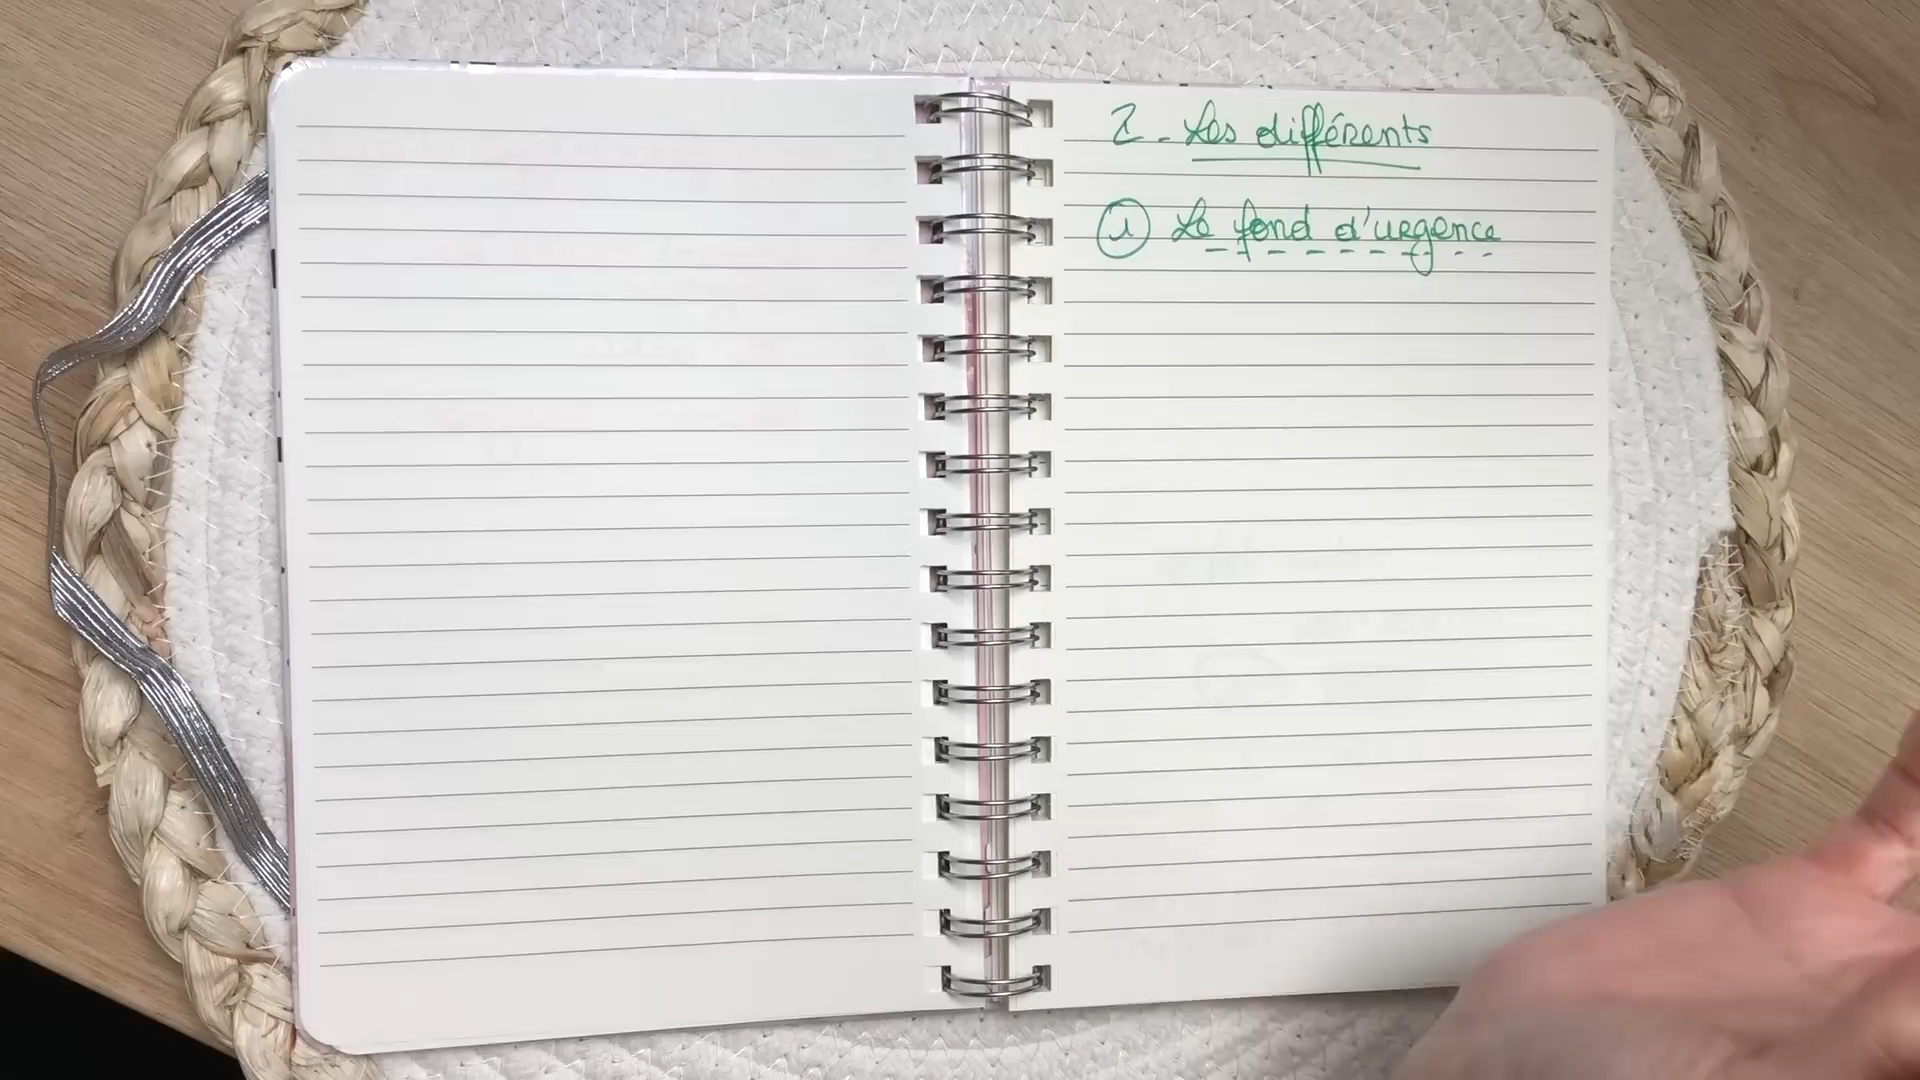 2. Les différents
① Le fond d'urgence